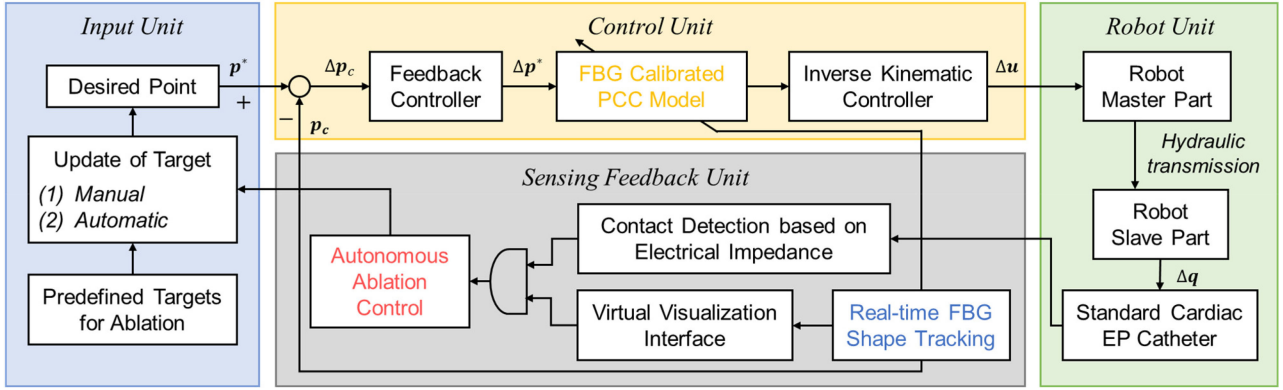 Input Unit
Desired Point
p*
+
Update of Target
(1) Manual
(2) Automatic
Predefined Targets
for Ablation
Control Unit
−
p_c
Δp_c
Feedback
Controller
Δp*
FBG Calibrated
PCC Model
Inverse Kinematic
Controller
Δu
Sensing Feedback Unit
Autonomous
Ablation
Control
Contact Detection based on
Electrical Impedance
Virtual Visualization
Interface
Real-time FBG
Shape Tracking
Robot Unit
Robot
Master Part
Hydraulic
transmission
Robot
Slave Part
Δq
Standard Cardiac
EP Catheter